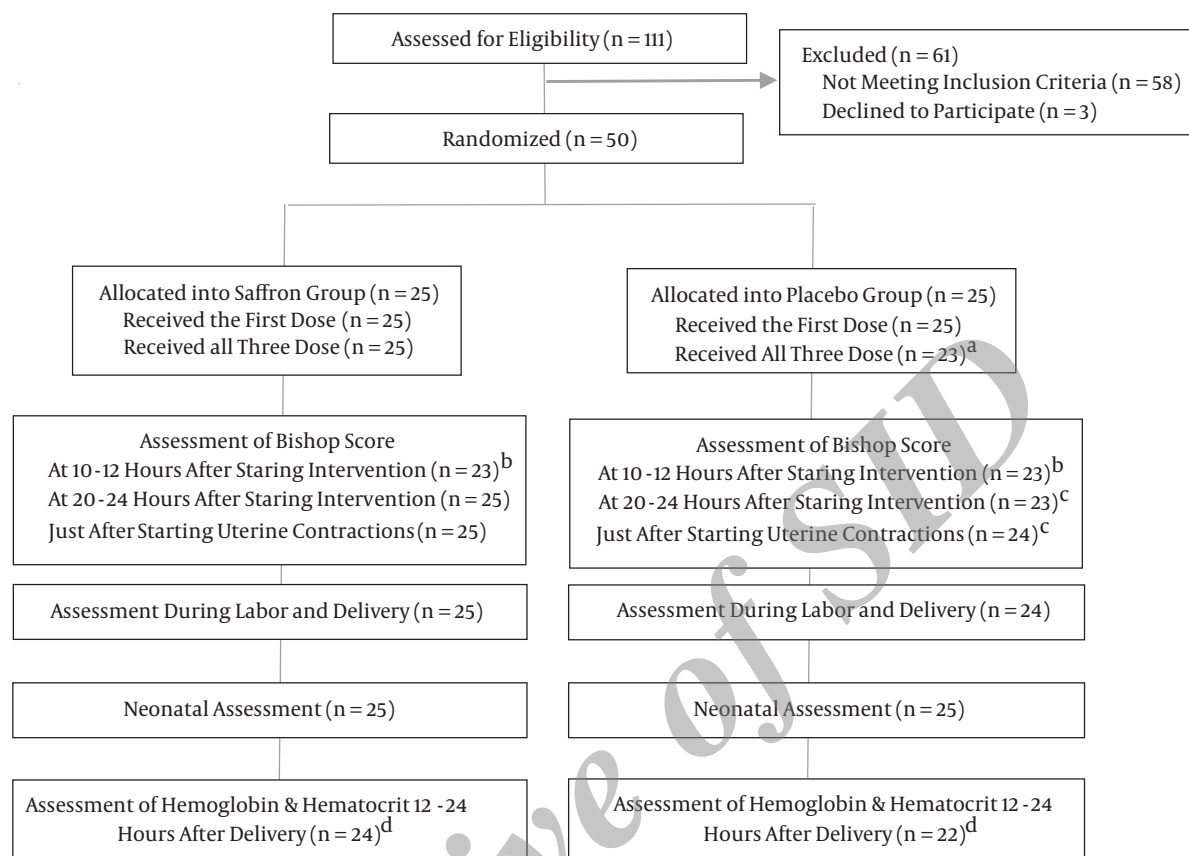 Assessed for Eligibility (n = 111)
Excluded (n = 61)
Not Meeting Inclusion Criteria (n = 58)
Declined to Participate (n = 3)
Randomized (n = 50)
Allocated into Saffron Group (n = 25)
Received the First Dose (n = 25)
Received all Three Dose (n = 25)
Allocated into Placebo Group (n = 25)
Received the First Dose (n = 25)
Received All Three Dose (n = 23)a
Assessment of Bishop Score
At 10-12 Hours After Staring Intervention (n = 23)b
At 20-24 Hours After Staring Intervention (n = 25)
Just After Starting Uterine Contractions (n = 25)
Assessment of Bishop Score
At 10-12 Hours After Staring Intervention (n = 23)b
At 20-24 Hours After Staring Intervention (n = 23)c
Just After Starting Uterine Contractions (n = 24)c
Assessment During Labor and Delivery (n = 25)
Assessment During Labor and Delivery (n = 24)
Neonatal Assessment (n = 25)
Neonatal Assessment (n = 25)
Assessment of Hemoglobin & Hematocrit 12-24
Hours After Delivery (n = 24)d
Assessment of Hemoglobin & Hematocrit 12-24
Hours After Delivery (n = 22)d
of SID